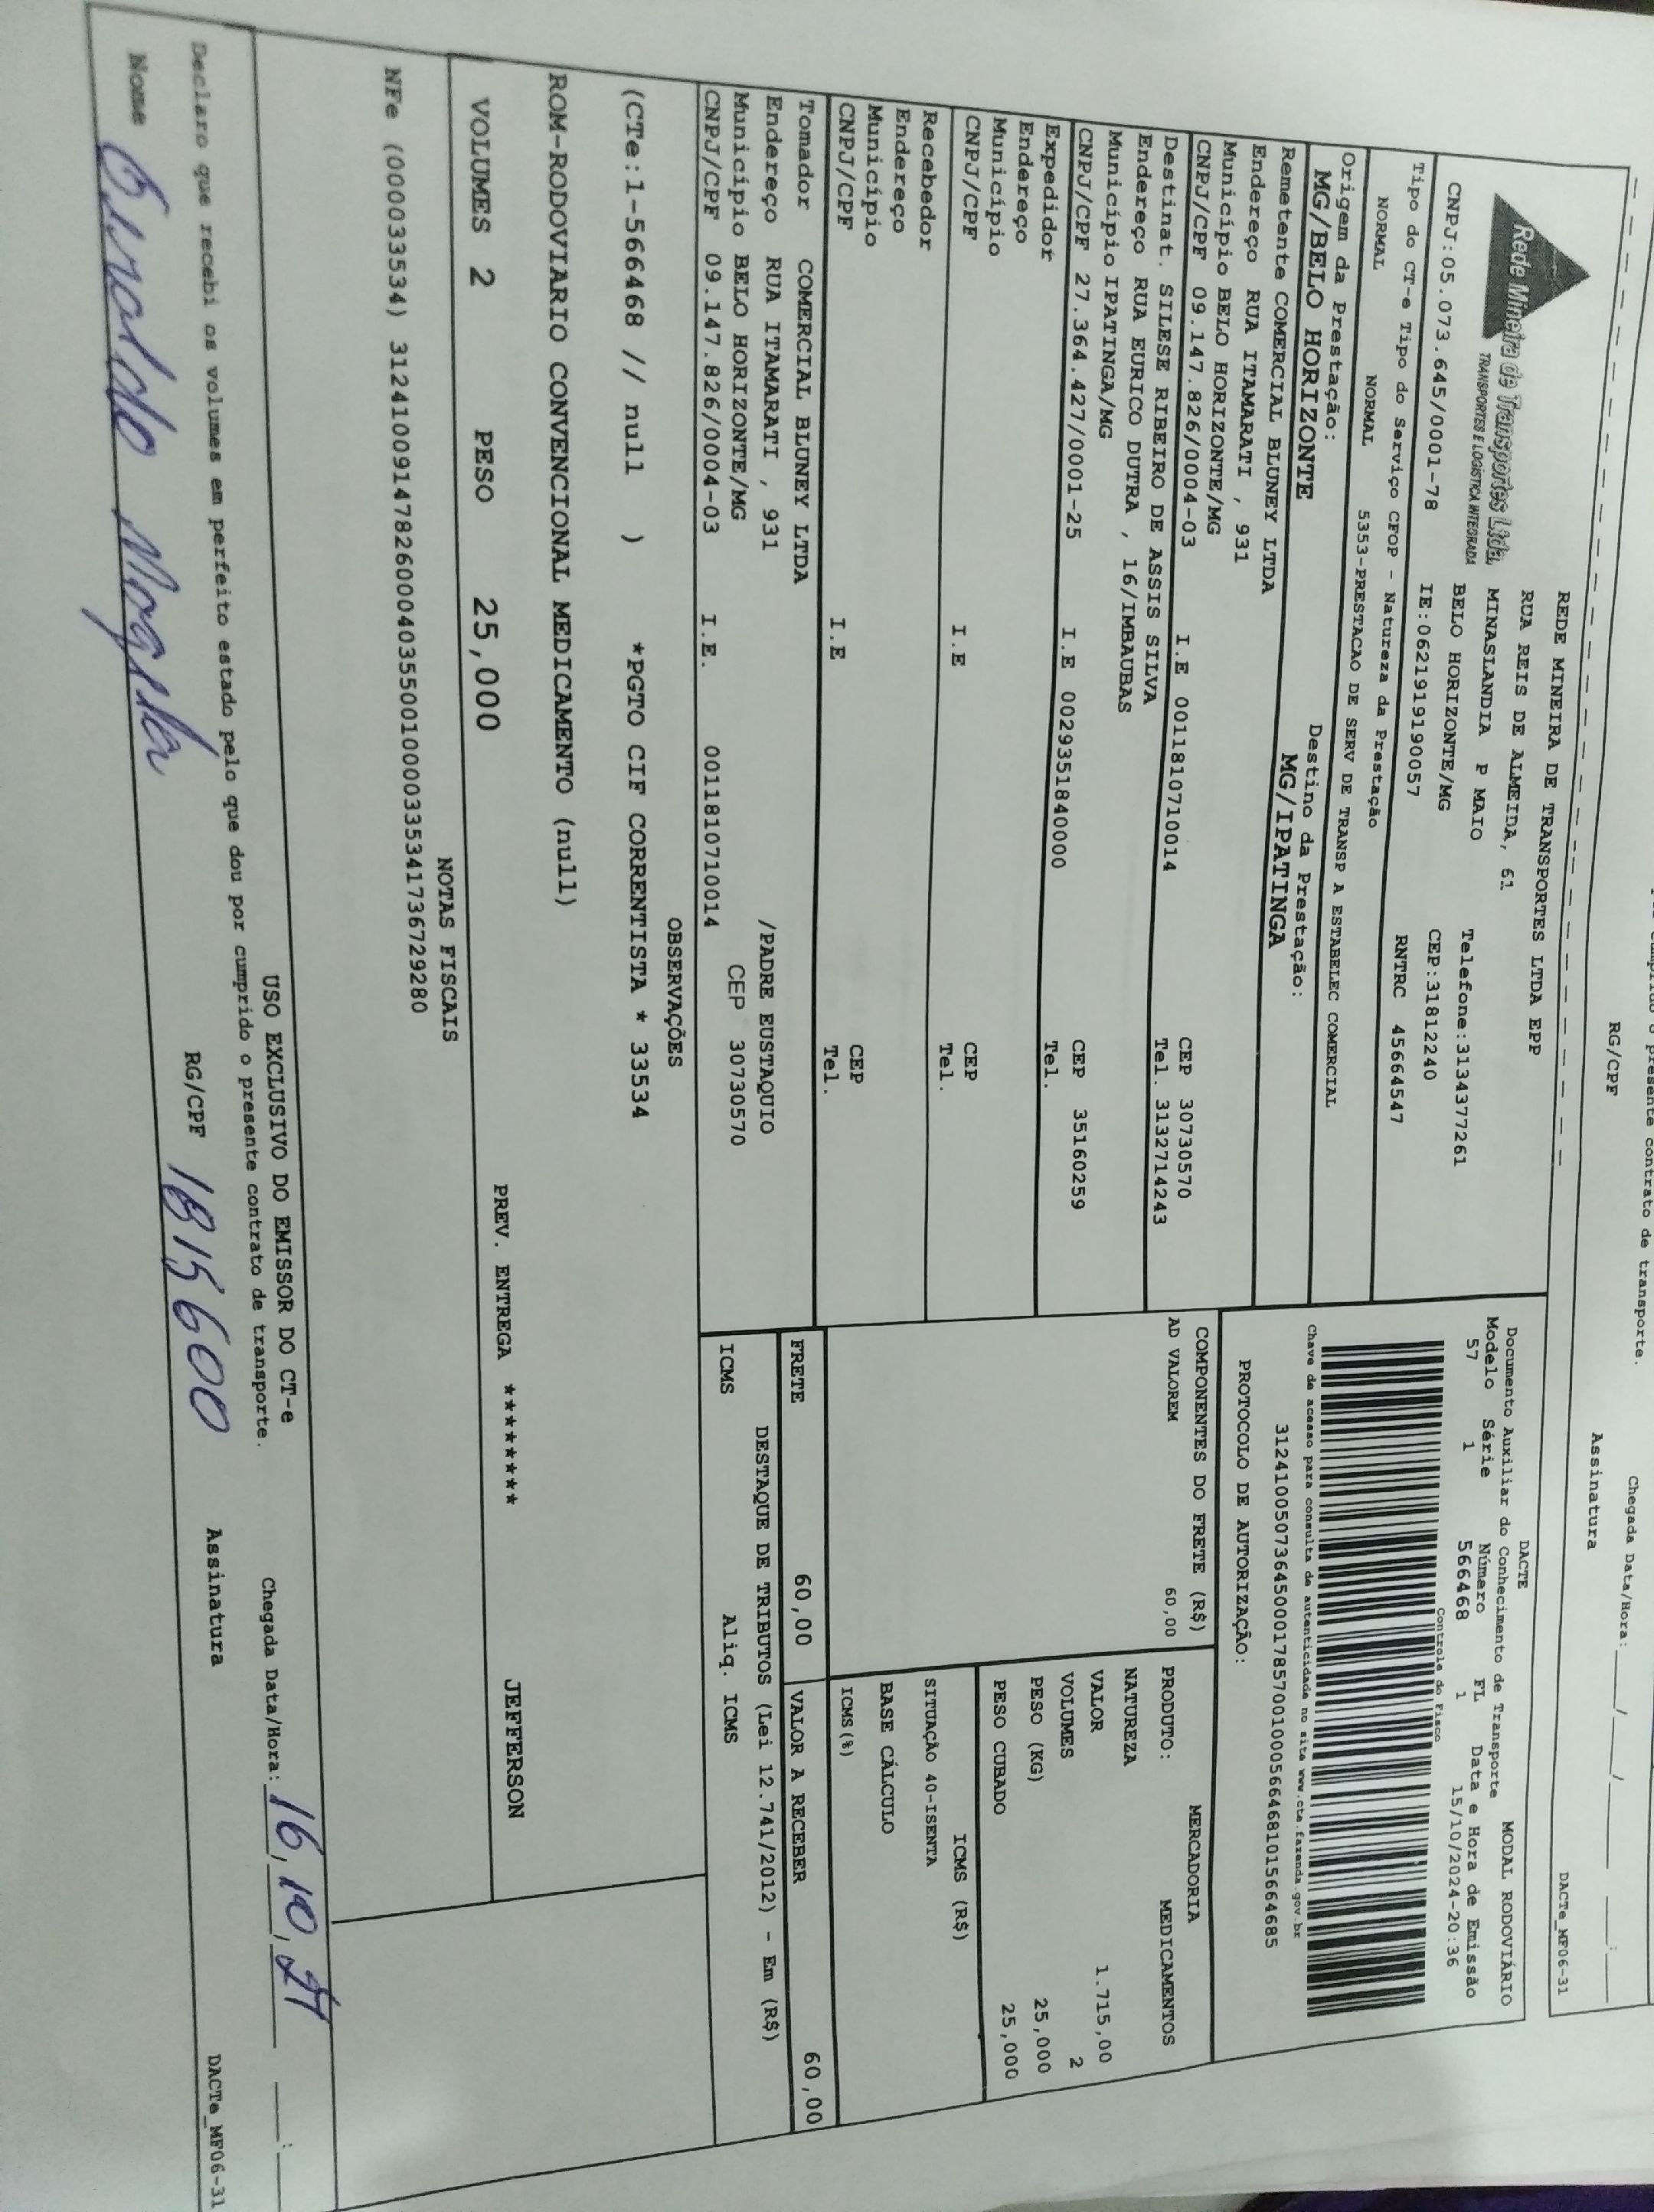 presente contrato de transporte.
RG/CPF
Assinatura
Chegada Data/Hora: ____/____/____ ____:____
DACTe_MF06-31
Rede Mineira de Transportes Ltda.
TRANSPORTES E LOGÍSTICA INTEGRADA
REDE MINEIRA DE TRANSPORTES LTDA EPP
RUA REIS DE ALMEIDA, 61
MINASLANDIA P MAIO
BELO HORIZONTE/MG
Telefone:3134377261
CNPJ:05.073.645/0001-78 IE:0621919190057 CEP:31812240
RNTRC 45664547
Tipo do CT-e Tipo do Serviço CFOP - Natureza da Prestação
NORMAL NORMAL 5353-PRESTACAO DE SERV DE TRANSP A ESTABELEC COMERCIAL
Origem da Prestação: Destino da Prestação:
MG/BELO HORIZONTE MG/IPATINGA
DACTE
Documento Auxiliar do Conhecimento de Transporte MODAL RODOVIÁRIO
Modelo Série Número FL Data e Hora de Emissão
57 1 566468 1 15/10/2024-20:36
Controle do Fisco
Chave de acesso para consulta de autenticidade no site www.cte.fazenda.gov.br
31241005073645000178570010005664681015664685
PROTOCOLO DE AUTORIZAÇÃO:
Remetente COMERCIAL BLUNEY LTDA
Endereço RUA ITAMARATI , 931
Município BELO HORIZONTE/MG CEP 30730570
CNPJ/CPF 09.147.826/0004-03 I.E 0011810710014 Tel. 3132714243
Destinat. SILESE RIBEIRO DE ASSIS SILVA
Endereço RUA EURICO DUTRA , 16/IMBAUBAS
Município IPATINGA/MG CEP 35160259
CNPJ/CPF 27.364.427/0001-25 I.E 0029351840000 Tel.
Expedidor
Endereço
Município CEP
CNPJ/CPF I.E Tel.
Recebedor
Endereço
Município CEP
CNPJ/CPF I.E Tel.
Tomador COMERCIAL BLUNEY LTDA
Endereço RUA ITAMARATI , 931 /PADRE EUSTAQUIO
Municipio BELO HORIZONTE/MG CEP 30730570
CNPJ/CPF 09.147.826/0004-03 I.E. 0011810710014
COMPONENTES DO FRETE (R$)
AD VALOREM 60,00
MERCADORIA
PRODUTO: MEDICAMENTOS
NATUREZA
VALOR 1.715,00
VOLUMES 2
PESO (KG) 25,000
PESO CUBADO 25,000
ICMS (R$)
SITUAÇÃO 40-ISENTA
BASE CÁLCULO
ICMS(%)
FRETE 60,00 VALOR A RECEBER 60,00
DESTAQUE DE TRIBUTOS (Lei 12.741/2012) - Em (R$)
ICMS Aliq. ICMS
OBSERVAÇÕES
(CTe:1-566468 // null ) *PGTO CIF CORRENTISTA * 33534
ROM-RODOVIARIO CONVENCIONAL MEDICAMENTO (null)
VOLUMES 2 PESO 25,000 PREV. ENTREGA ******** JEFFERSON
NOTAS FISCAIS
NFe (000033534) 31241009147826000403550010000335341736729280
USO EXCLUSIVO DO EMISSOR DO CT-e
Declaro que recebi os volumes em perfeito estado pelo que dou por cumprido o presente contrato de transporte.
Chegada Data/Hora: 16,10,24 ____:____
Nome RG/CPF 1815600 Assinatura
DACTe_MF06-31